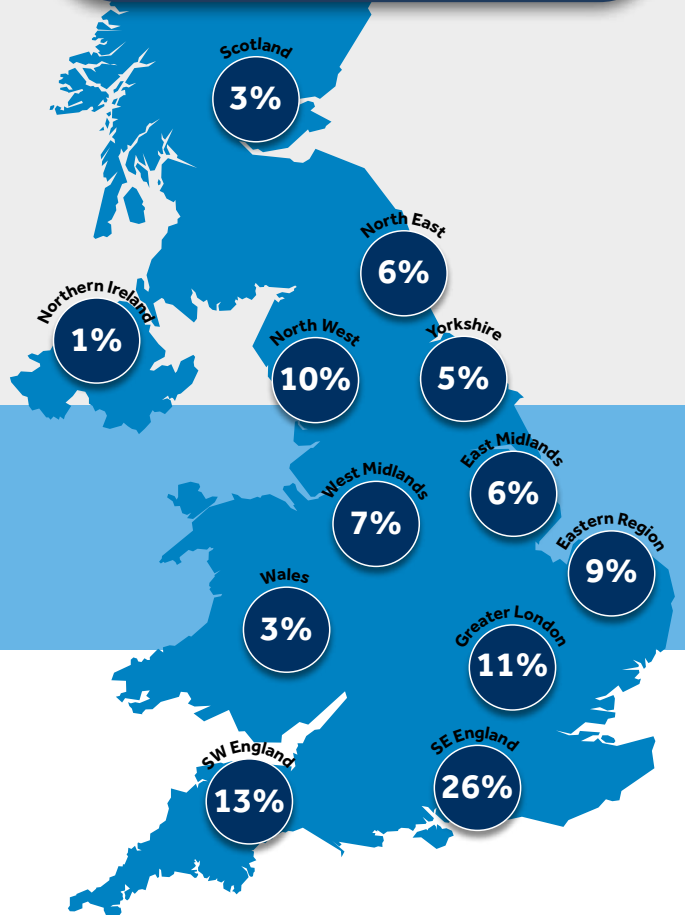 Scotland
3%
North East
6%
Northern Ireland
1%
North West
10%
Yorkshire
5%
East Midlands
6%
West Midlands
7%
Eastern Region
9%
Wales
3%
Greater London
11%
SW England
13%
SE England
26%